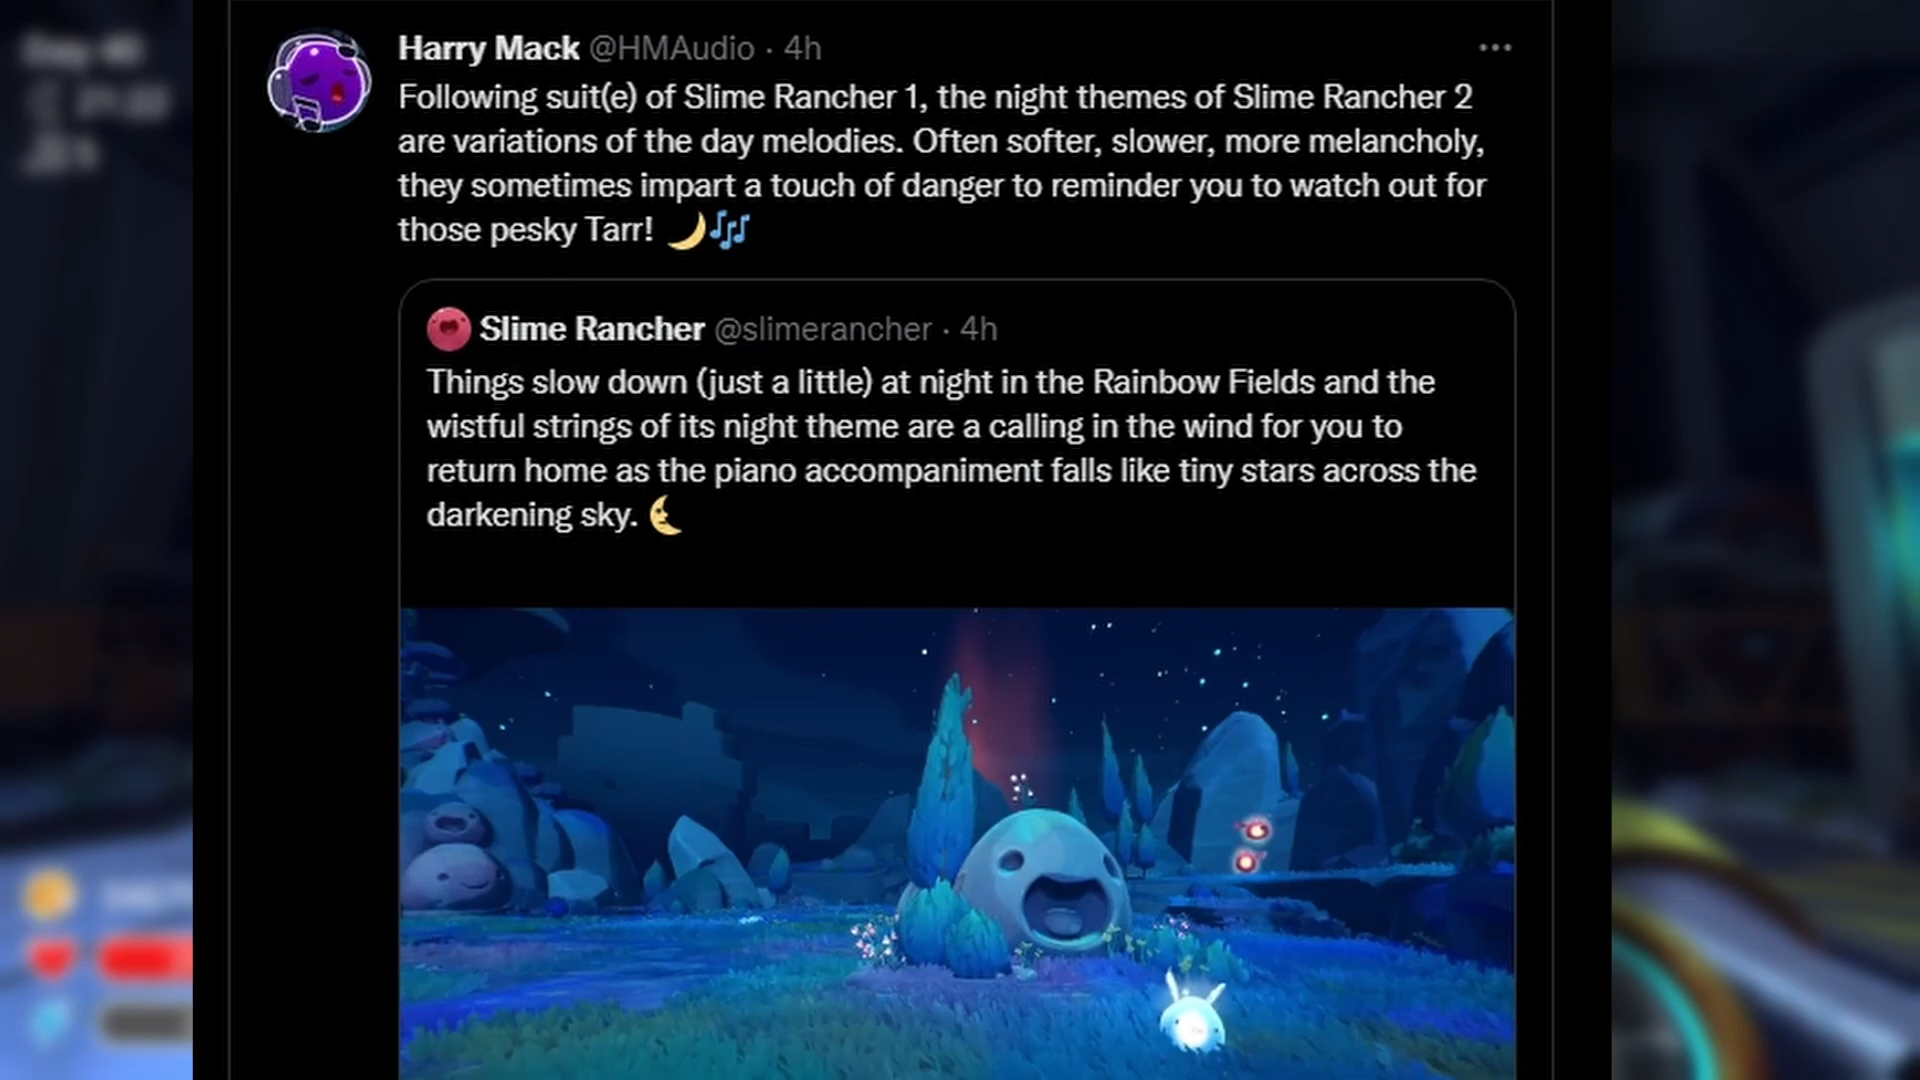 Harry Mack @HMAudio · 4h
Following suit(e) of Slime Rancher 1, the night themes of Slime Rancher 2
are variations of the day melodies. Often softer, slower, more melancholy,
they sometimes impart a touch of danger to reminder you to watch out for
those pesky Tarr! 🌙🎶
Slime Rancher @slimerancher · 4h
Things slow down (just a little) at night in the Rainbow Fields and the
wistful strings of its night theme are a calling in the wind for you to
return home as the piano accompaniment falls like tiny stars across the
darkening sky. 🌜